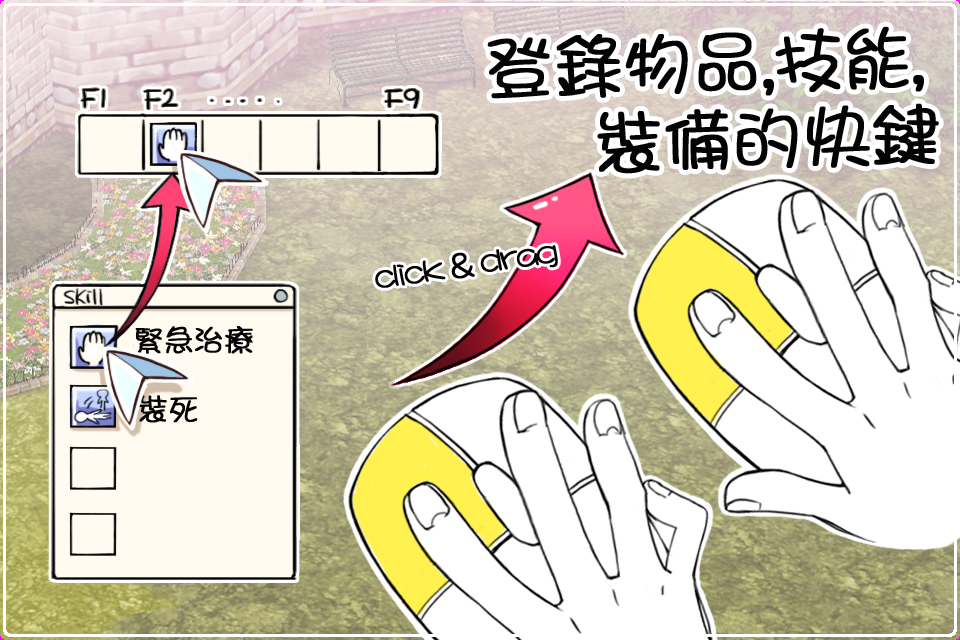 登錄物品,技能,
裝備的快鍵
F1 F2 ..... F9
click & drag
Skill
緊急治療
裝死